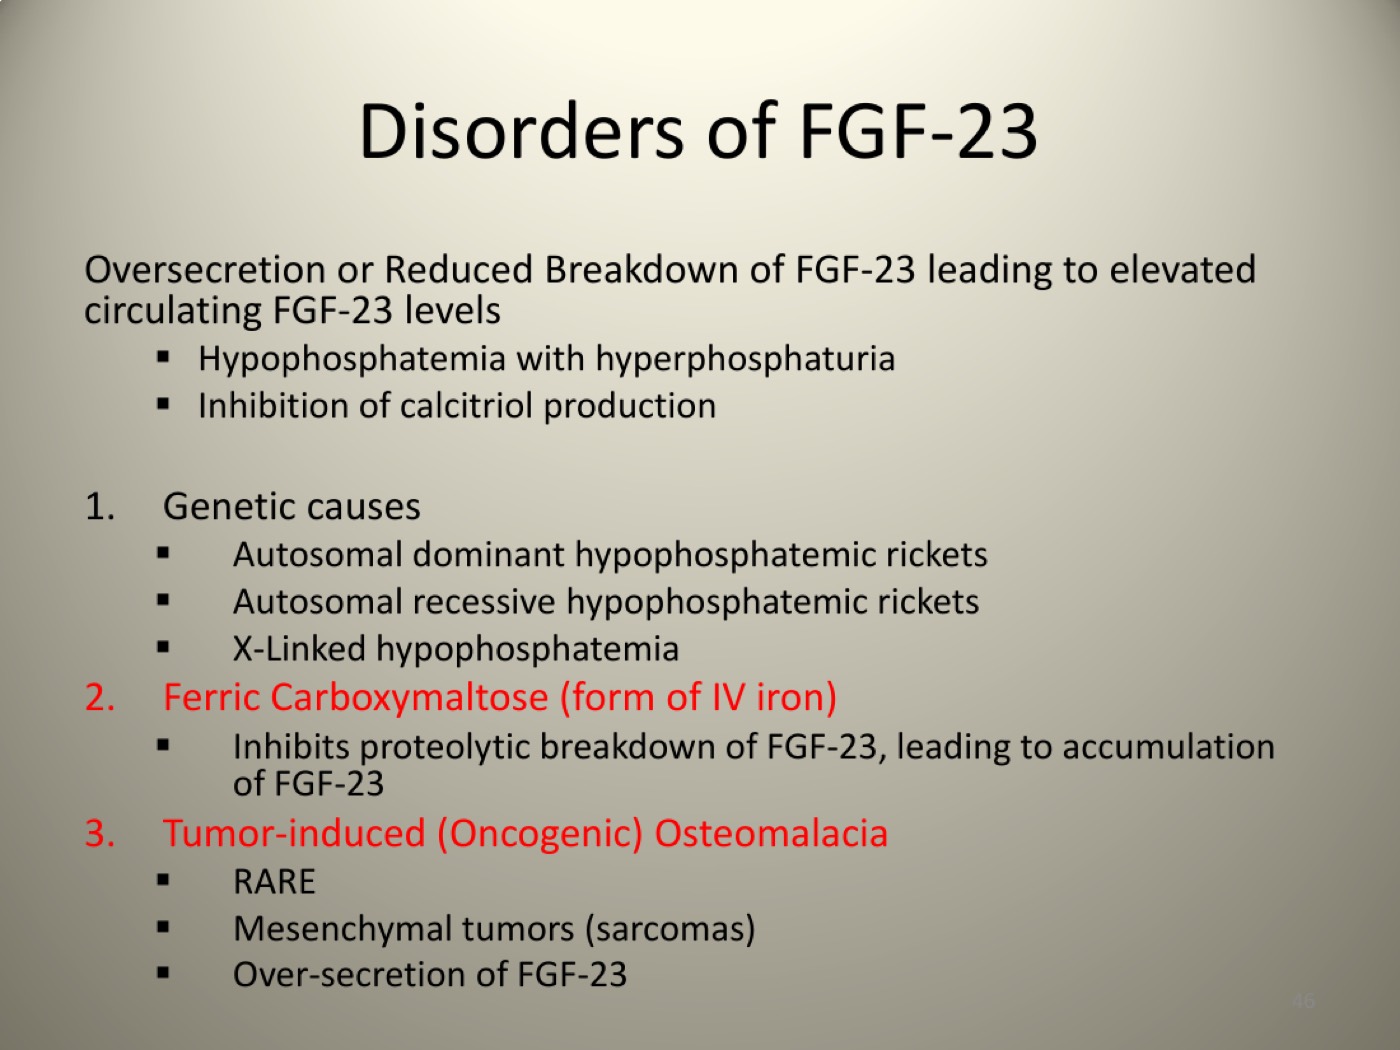 Disorders of FGF-23
Oversecretion or Reduced Breakdown of FGF-23 leading to elevated
circulating FGF-23 levels
▪ Hypophosphatemia with hyperphosphaturia
▪ Inhibition of calcitriol production
1. Genetic causes
▪ Autosomal dominant hypophosphatemic rickets
▪ Autosomal recessive hypophosphatemic rickets
▪ X-Linked hypophosphatemia
2. Ferric Carboxymaltose (form of IV iron)
▪ Inhibits proteolytic breakdown of FGF-23, leading to accumulation
of FGF-23
3. Tumor-induced (Oncogenic) Osteomalacia
▪ RARE
▪ Mesenchymal tumors (sarcomas)
▪ Over-secretion of FGF-23
46